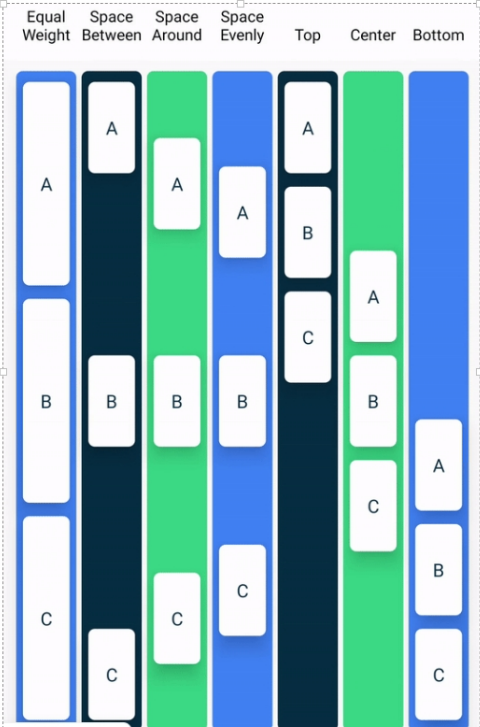 Equal Space Space Space
Weight Between Around Evenly Top Center Bottom
A A A A A A A
B B B B B B B
C C C C C C C